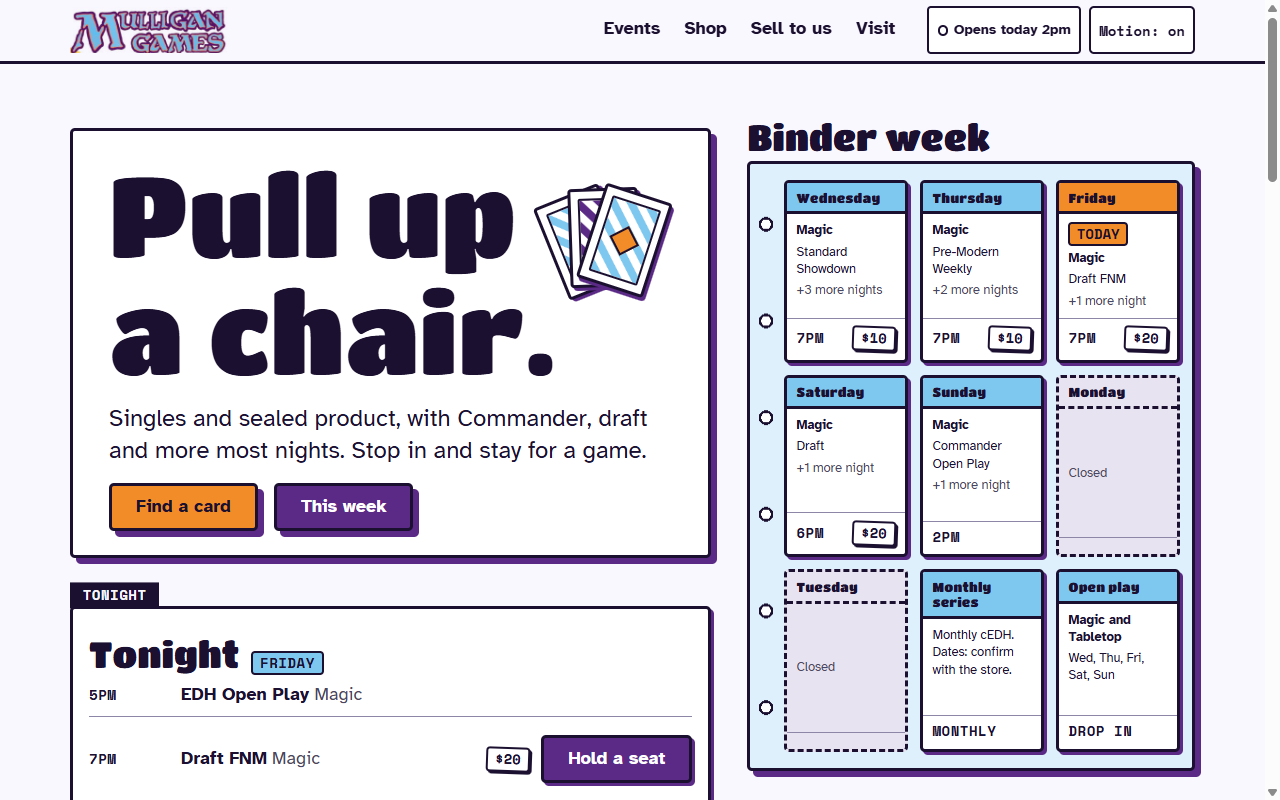 MULLIGAN
GAMES
Events
Shop
Sell to us
Visit
Opens today 2pm
Motion: on
Pull up
a chair.
Singles and sealed product, with Commander, draft
and more most nights. Stop in and stay for a game.
Find a card
This week
TONIGHT
Tonight
FRIDAY
5PM
EDH Open Play Magic
7PM
Draft FNM Magic
$20
Hold a seat
Binder week
Wednesday
Magic
Standard
Showdown
+3 more nights
7PM
$10
Thursday
Magic
Pre-Modern
Weekly
+2 more nights
7PM
$10
Friday
TODAY
Magic
Draft FNM
+1 more night
7PM
$20
Saturday
Magic
Draft
+1 more night
6PM
$20
Sunday
Magic
Commander
Open Play
+1 more night
2PM
Monday
Closed
Tuesday
Closed
Monthly
series
Monthly cEDH.
Dates: confirm
with the store.
MONTHLY
Open play
Magic and
Tabletop
Wed, Thu, Fri,
Sat, Sun
DROP IN